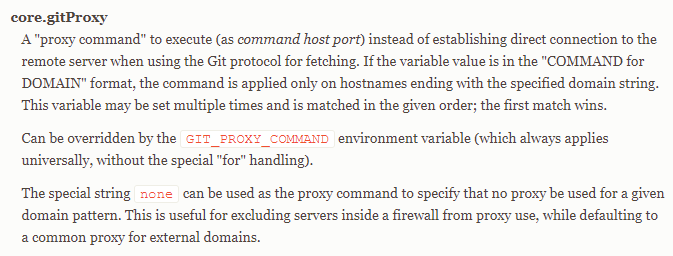 core.gitProxy
A "proxy command" to execute (as command host port) instead of establishing direct connection to the
remote server when using the Git protocol for fetching. If the variable value is in the "COMMAND for
DOMAIN" format, the command is applied only on hostnames ending with the specified domain string.
This variable may be set multiple times and is matched in the given order; the first match wins.
Can be overridden by the GIT_PROXY_COMMAND environment variable (which always applies
universally, without the special "for" handling).
The special string none can be used as the proxy command to specify that no proxy be used for a given
domain pattern. This is useful for excluding servers inside a firewall from proxy use, while defaulting to
a common proxy for external domains.